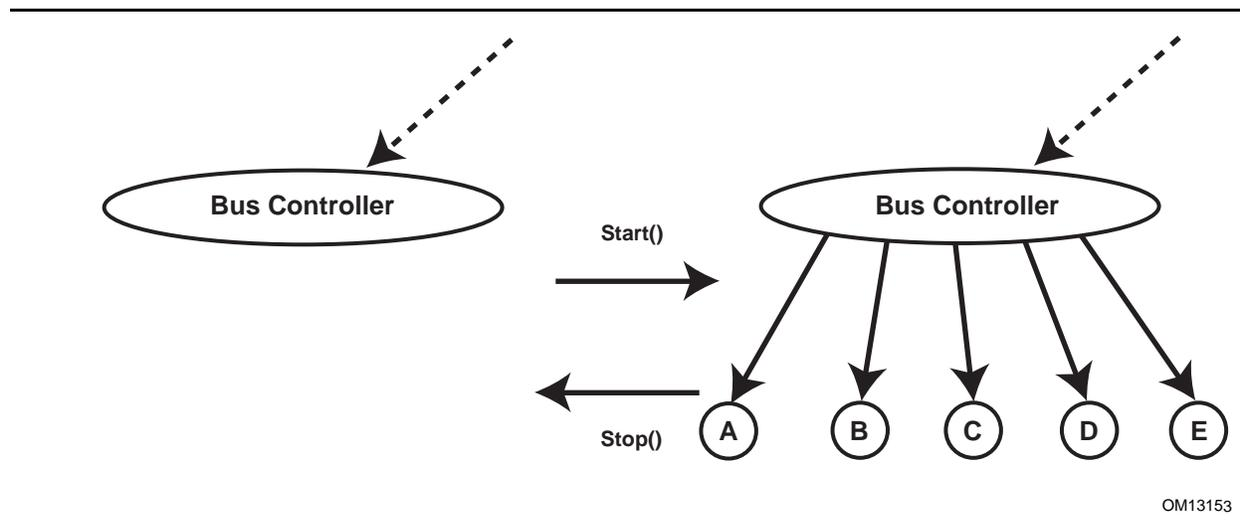 Bus Controller
Bus Controller
Start()
Stop()
A
B
C
D
E
OM13153